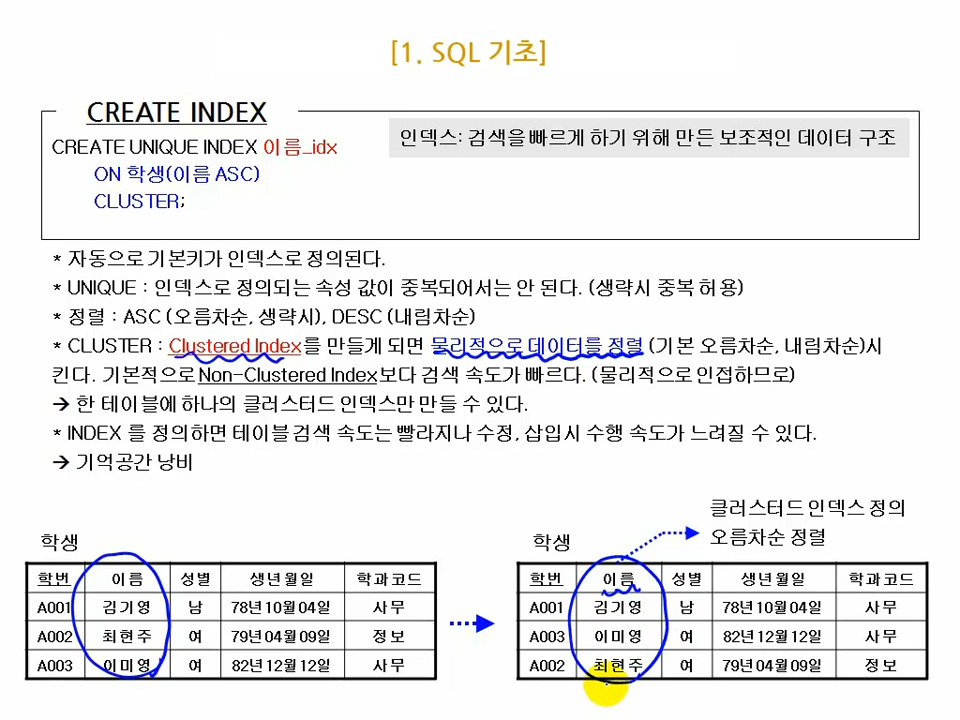 [1. SQL 기초]
CREATE INDEX
CREATE UNIQUE INDEX 이름_idx
ON 학생(이름 ASC)
CLUSTER;
인덱스: 검색을 빠르게 하기 위해 만든 보조적인 데이터 구조
* 자동으로 기본키가 인덱스로 정의된다.
* UNIQUE : 인덱스로 정의되는 속성 값이 중복되어서는 안 된다. (생략시 중복 허용)
* 정렬 : ASC (오름차순, 생략시), DESC (내림차순)
* CLUSTER : Clustered Index를 만들게 되면 물리적으로 데이터를 정렬 (기본 오름차순, 내림차순)시
킨다. 기본적으로 Non-Clustered Index보다 검색 속도가 빠르다. (물리적으로 인접하므로)
→ 한 테이블에 하나의 클러스터드 인덱스만 만들 수 있다.
* INDEX 를 정의하면 테이블 검색 속도는 빨라지나 수정, 삽입시 수행 속도가 느려질 수 있다.
→ 기억공간 낭비
학생
학번 이름 성별 생년월일 학과코드
A001 김기영 남 78년10월04일 사무
A002 최현주 여 79년04월09일 정보
A003 이미영 여 82년12월12일 사무
클러스터드 인덱스 정의
오름차순 정렬
학생
학번 이름 성별 생년월일 학과코드
A001 김기영 남 78년10월04일 사무
A003 이미영 여 82년12월12일 사무
A002 최현주 여 79년04월09일 정보